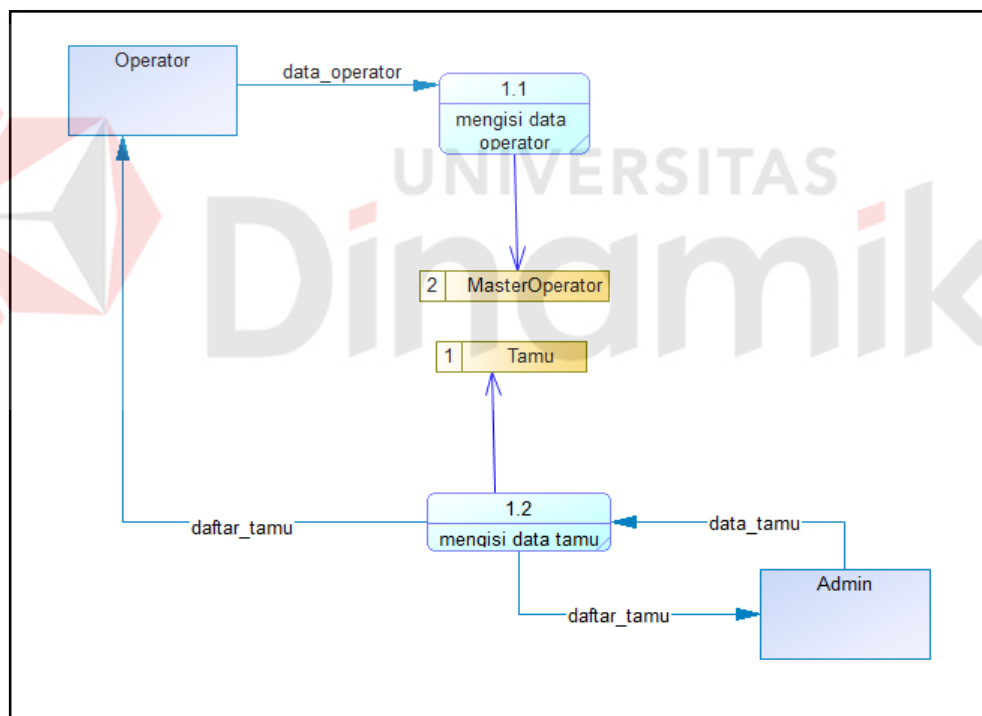 Operator
data_operator
1.1
mengisi data
operator
UNIVERSITAS
Dinamik
2 MasterOperator
1 Tamu
1.2
mengisi data tamu
daftar_tamu
data_tamu
Admin
daftar_tamu